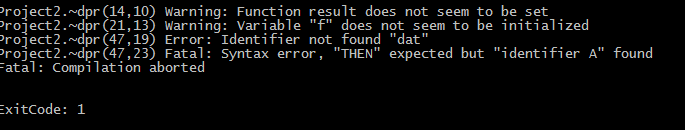 Project2.~dpr(14,10) Warning: Function result does not seem to be set
Project2.~dpr(21,13) Warning: Variable "f" does not seem to be initialized
Project2.~dpr(47,19) Error: Identifier not found "dat"
Project2.~dpr(47,23) Fatal: Syntax error, "THEN" expected but "identifier A" found
Fatal: Compilation aborted
ExitCode: 1